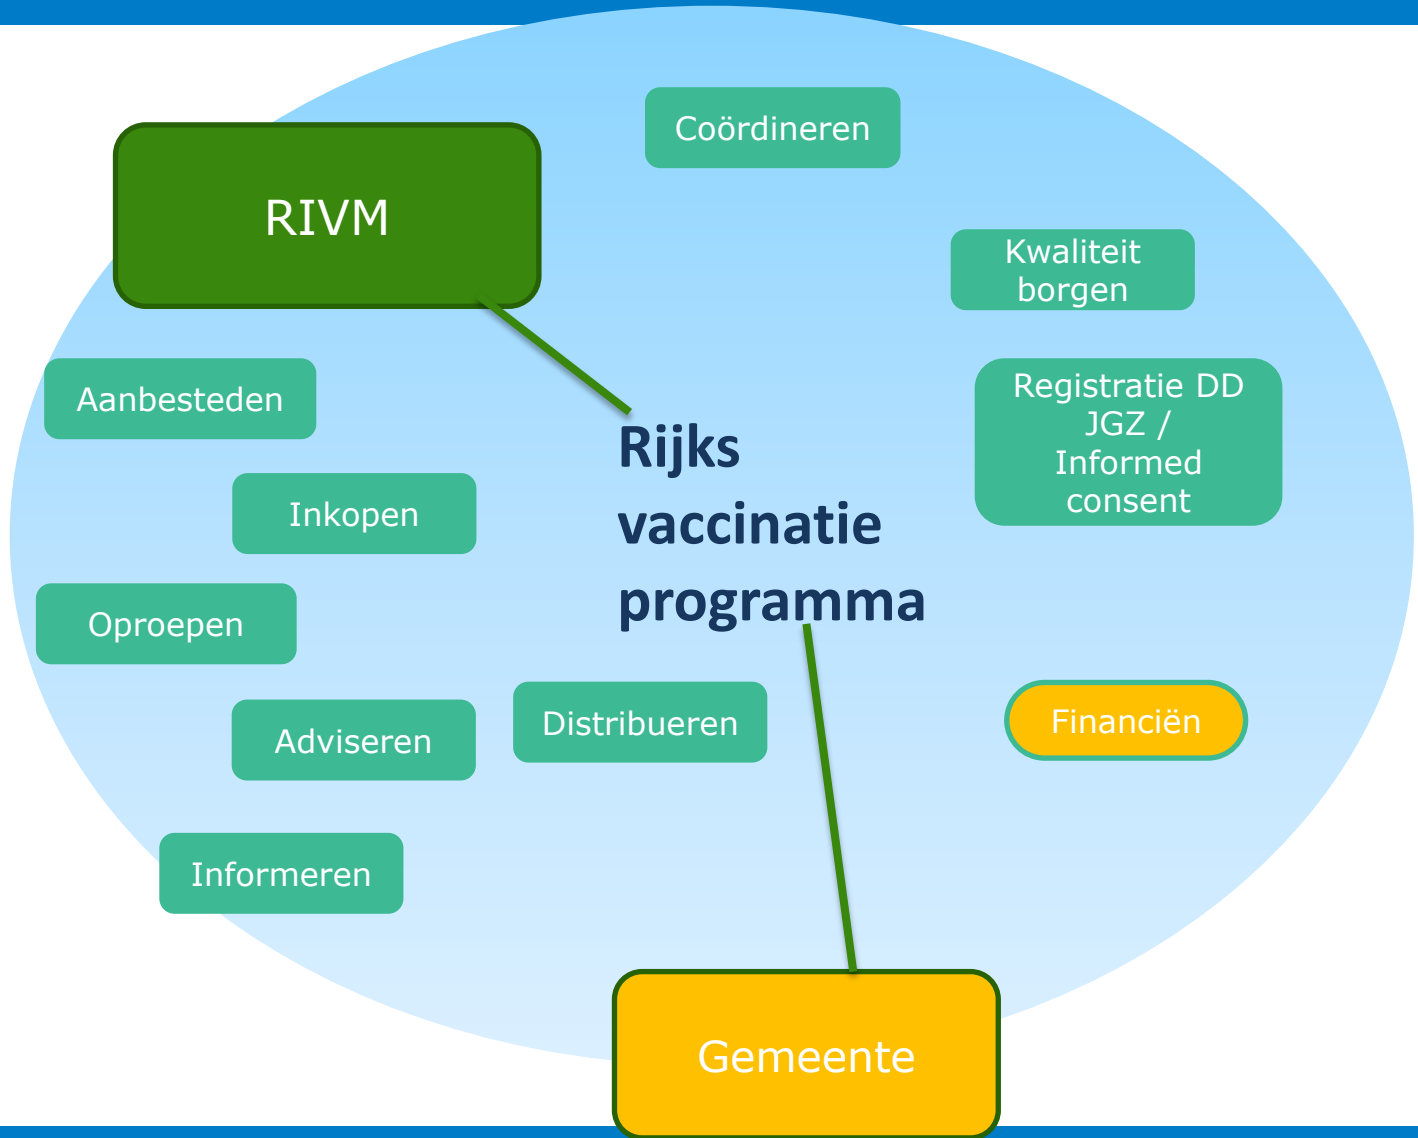 Coördineren
RIVM
Kwaliteit
borgen
Aanbesteden
Registratie DD
JGZ /
Informed
consent
Rijks
vaccinatie
programma
Inkopen
Oproepen
Adviseren
Distribueren
Financiën
Informeren
Gemeente